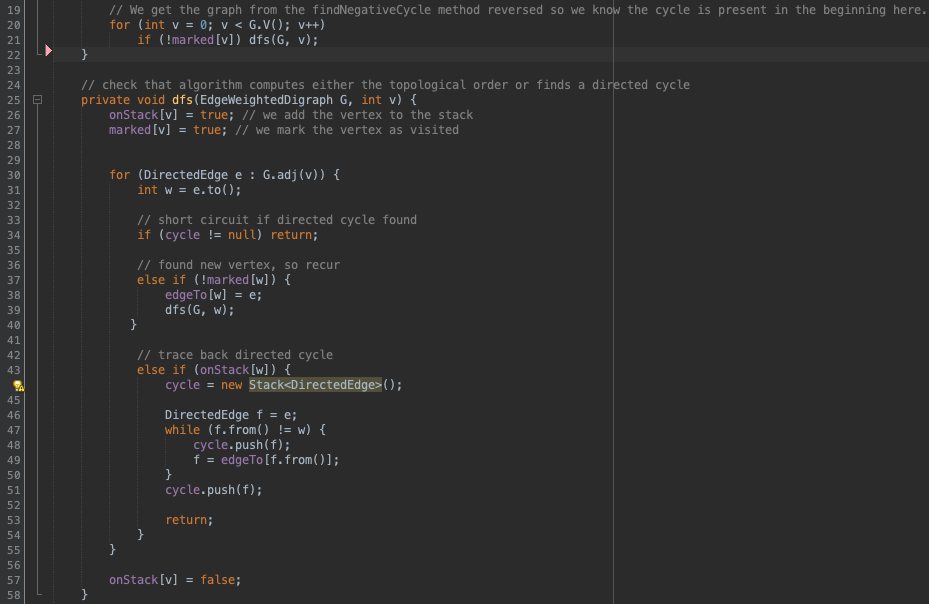 19 // We get the graph from the findNegativeCycle method reversed so we know the cycle is present in the beginning here.
20 for (int v = 0; v < G.V(); v++)
21 if (!marked[v]) dfs(G, v);
22 }
23
24 // check that algorithm computes either the topological order or finds a directed cycle
25 private void dfs(EdgeWeightedDigraph G, int v) {
26 onStack[v] = true; // we add the vertex to the stack
27 marked[v] = true; // we mark the vertex as visited
28
29
30 for (DirectedEdge e : G.adj(v)) {
31 int w = e.to();
32
33 // short circuit if directed cycle found
34 if (cycle != null) return;
35
36 // found new vertex, so recur
37 else if (!marked[w]) {
38 edgeTo[w] = e;
39 dfs(G, w);
40 }
41
42 // trace back directed cycle
43 else if (onStack[w]) {
cycle = new Stack<DirectedEdge>();
45
46 DirectedEdge f = e;
47 while (f.from() != w) {
48 cycle.push(f);
49 f = edgeTo[f.from()];
50 }
51 cycle.push(f);
52
53 return;
54 }
55 }
56
57 onStack[v] = false;
58 }